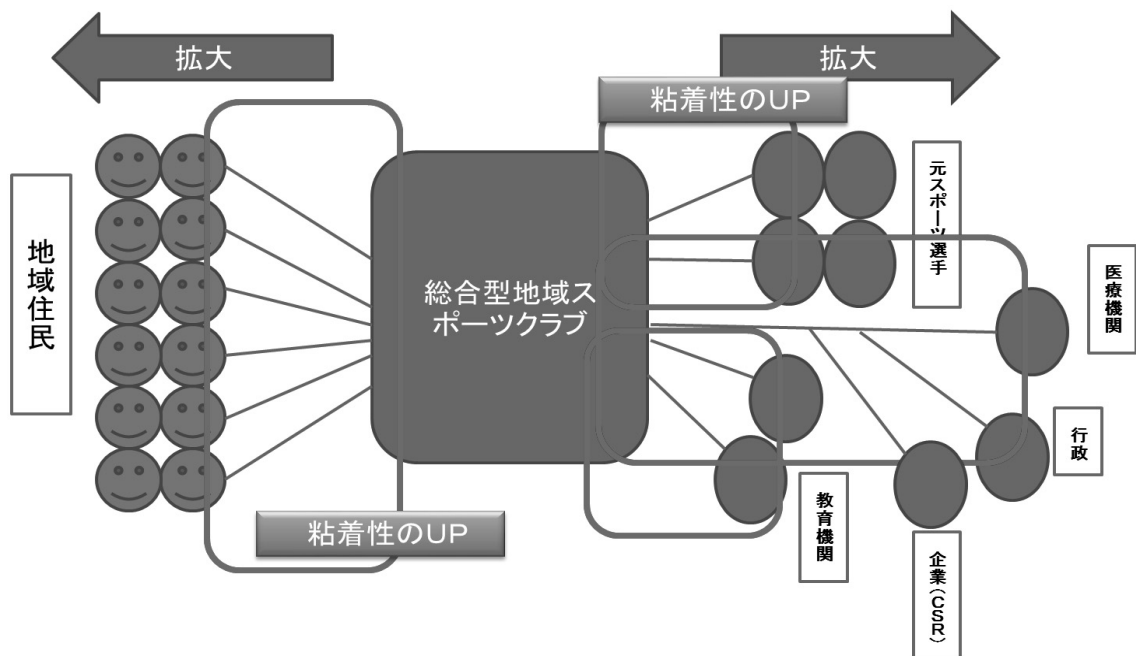 拡大
拡大
粘着性のUP
地域住民
総合型地域ス
ポーツクラブ
元スポーツ選手
医療機関
行政
教育機関
企業(CSR)
粘着性のUP